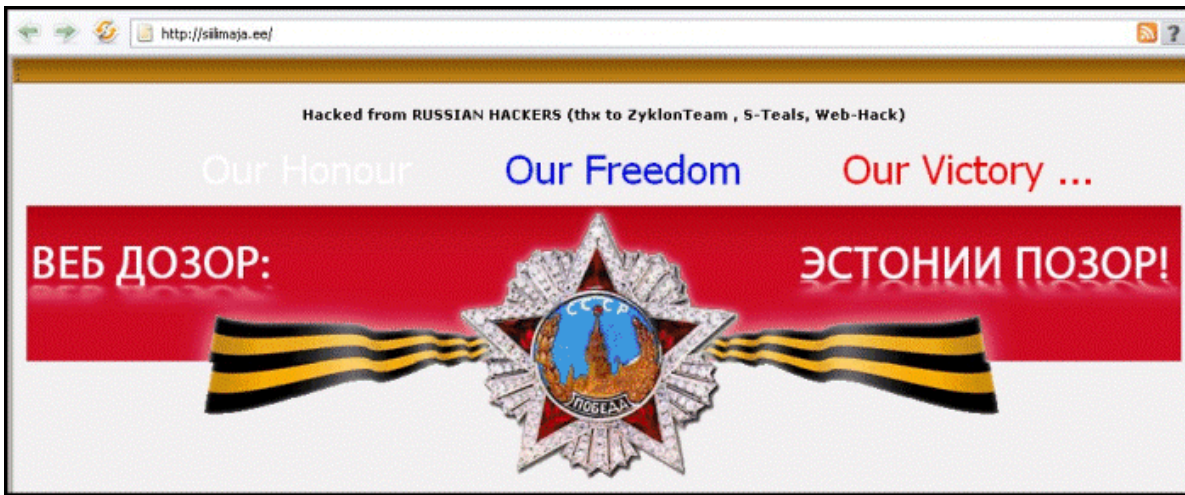 http://siilimaja.ee/
Hacked from RUSSIAN HACKERS (thx to ZyklonTeam , S-Teals, Web-Hack)
Our Honour Our Freedom Our Victory ...
ВЕБ ДОЗОР: ЭСТОНИИ ПОЗОР!
СССР
ПОБЕДА